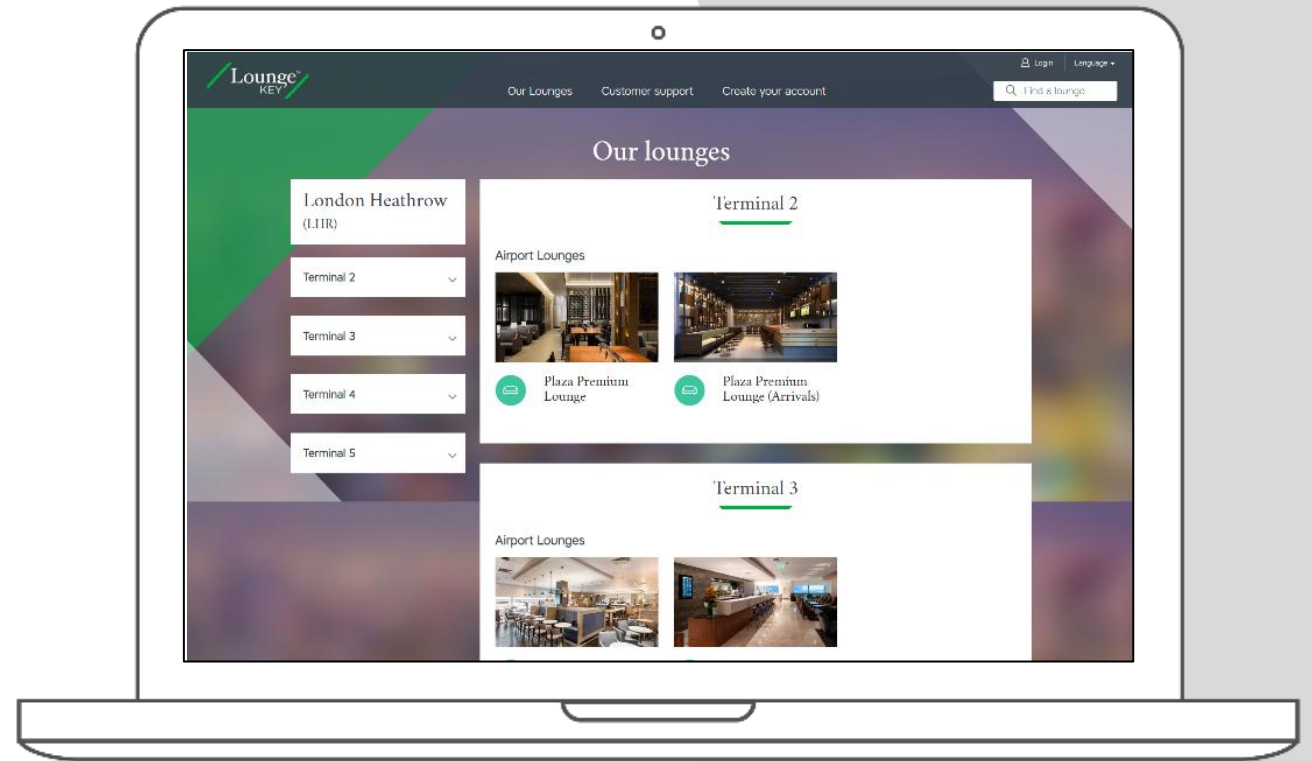 Lounge™
KEY
Login
Language
Our Lounges
Customer support
Create your account
Find a lounge
Our lounges
London Heathrow
(LHR)
Terminal 2
Terminal 3
Terminal 4
Terminal 5
Terminal 2
Airport Lounges
Plaza Premium
Lounge
Plaza Premium
Lounge (Arrivals)
Terminal 3
Airport Lounges